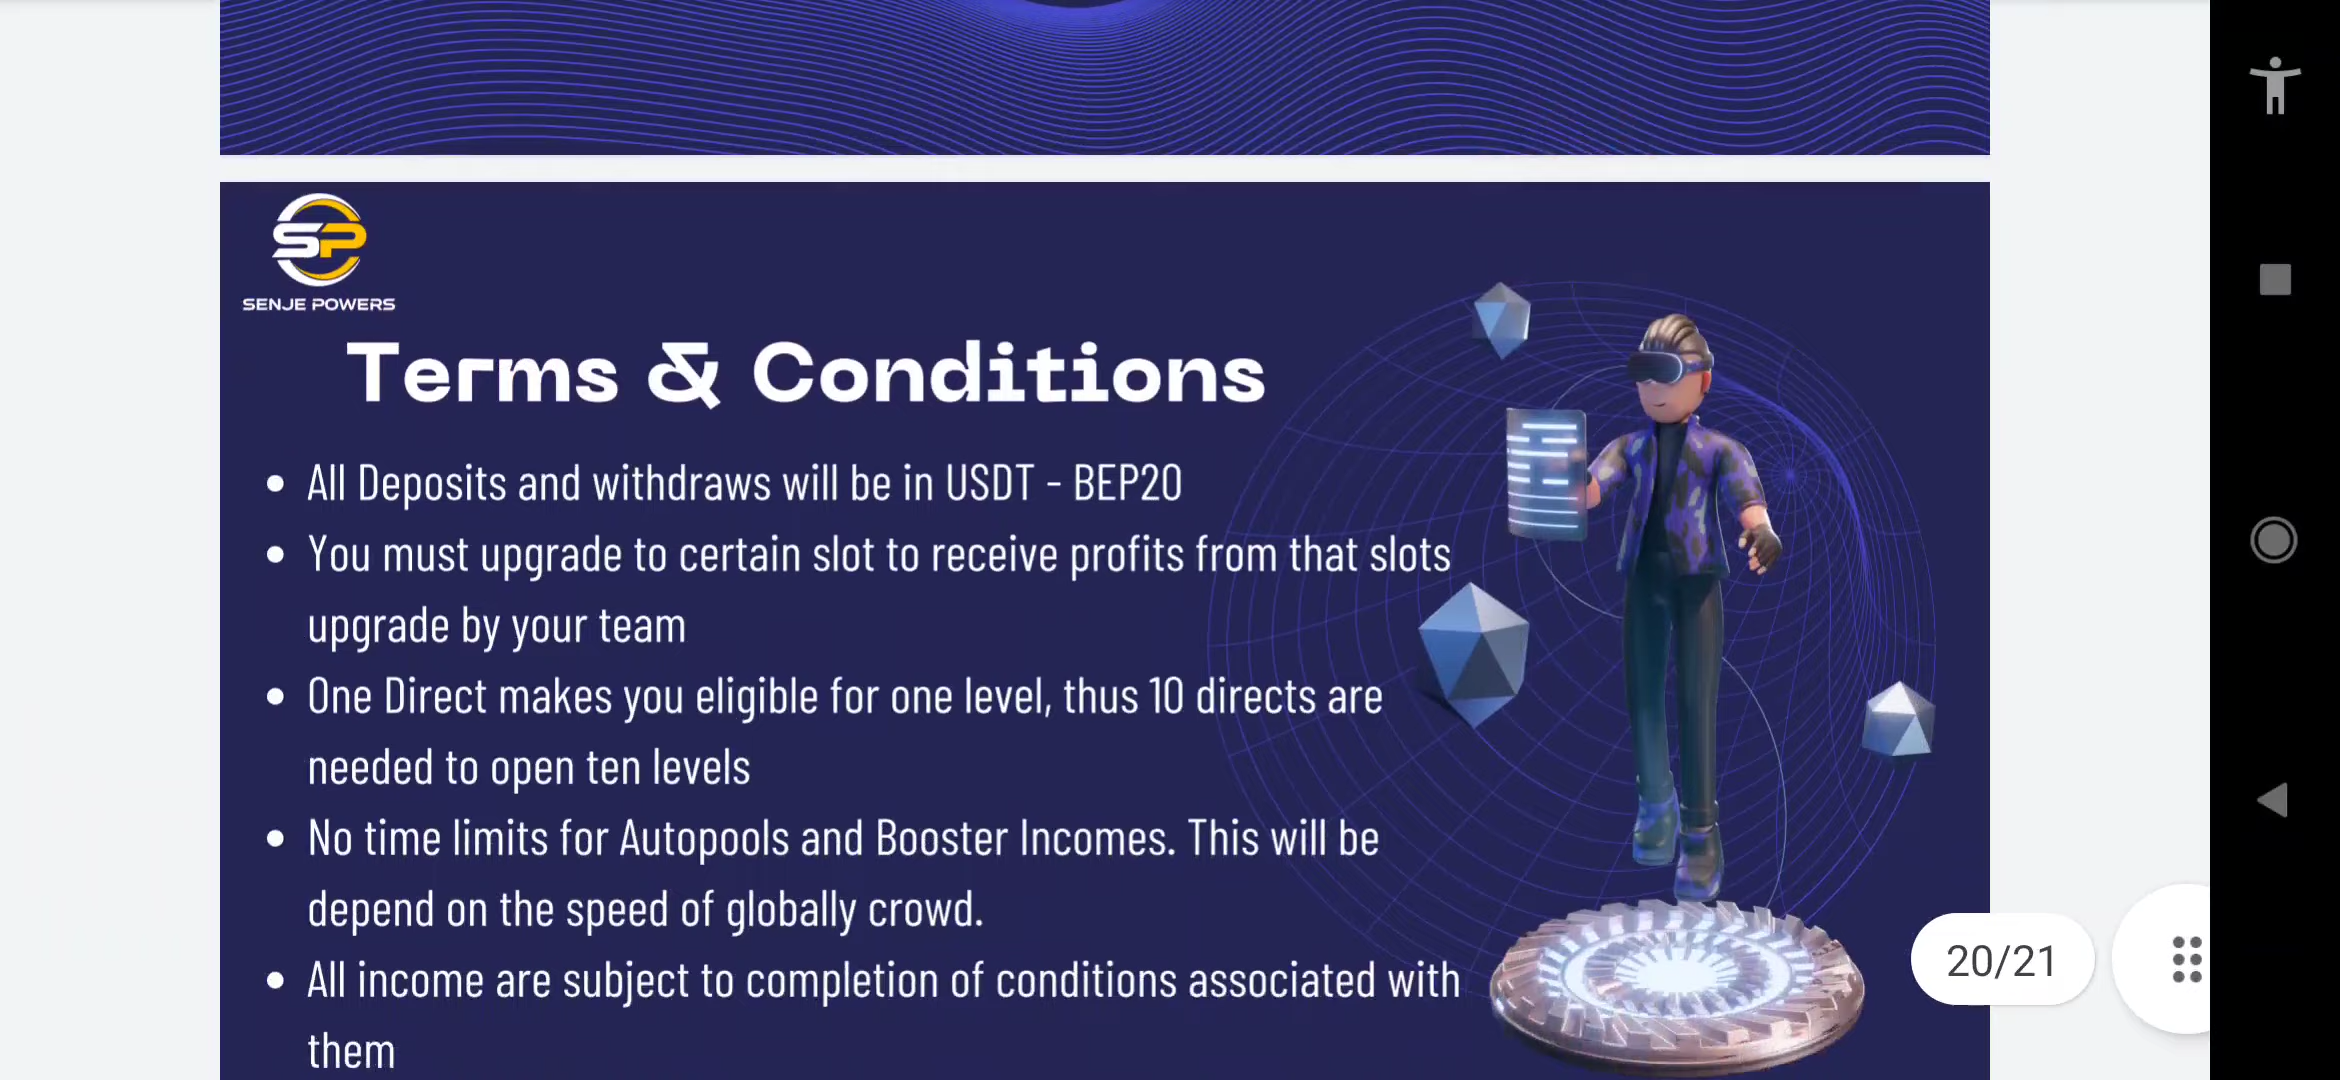 SP
SENJE POWERS
Terms & Conditions
• All Deposits and withdraws will be in USDT - BEP20
• You must upgrade to certain slot to receive profits from that slots
upgrade by your team
• One Direct makes you eligible for one level, thus 10 directs are
needed to open ten levels
• No time limits for Autopools and Booster Incomes. This will be
depend on the speed of globally crowd.
• All income are subject to completion of conditions associated with
them
20/21